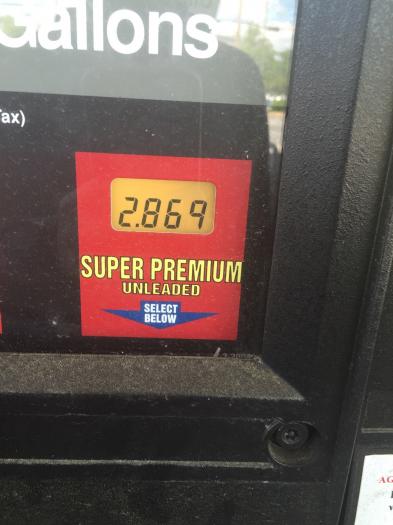 Gallons
Tax)
2.869
SUPER PREMIUM
UNLEADED
SELECT
BELOW